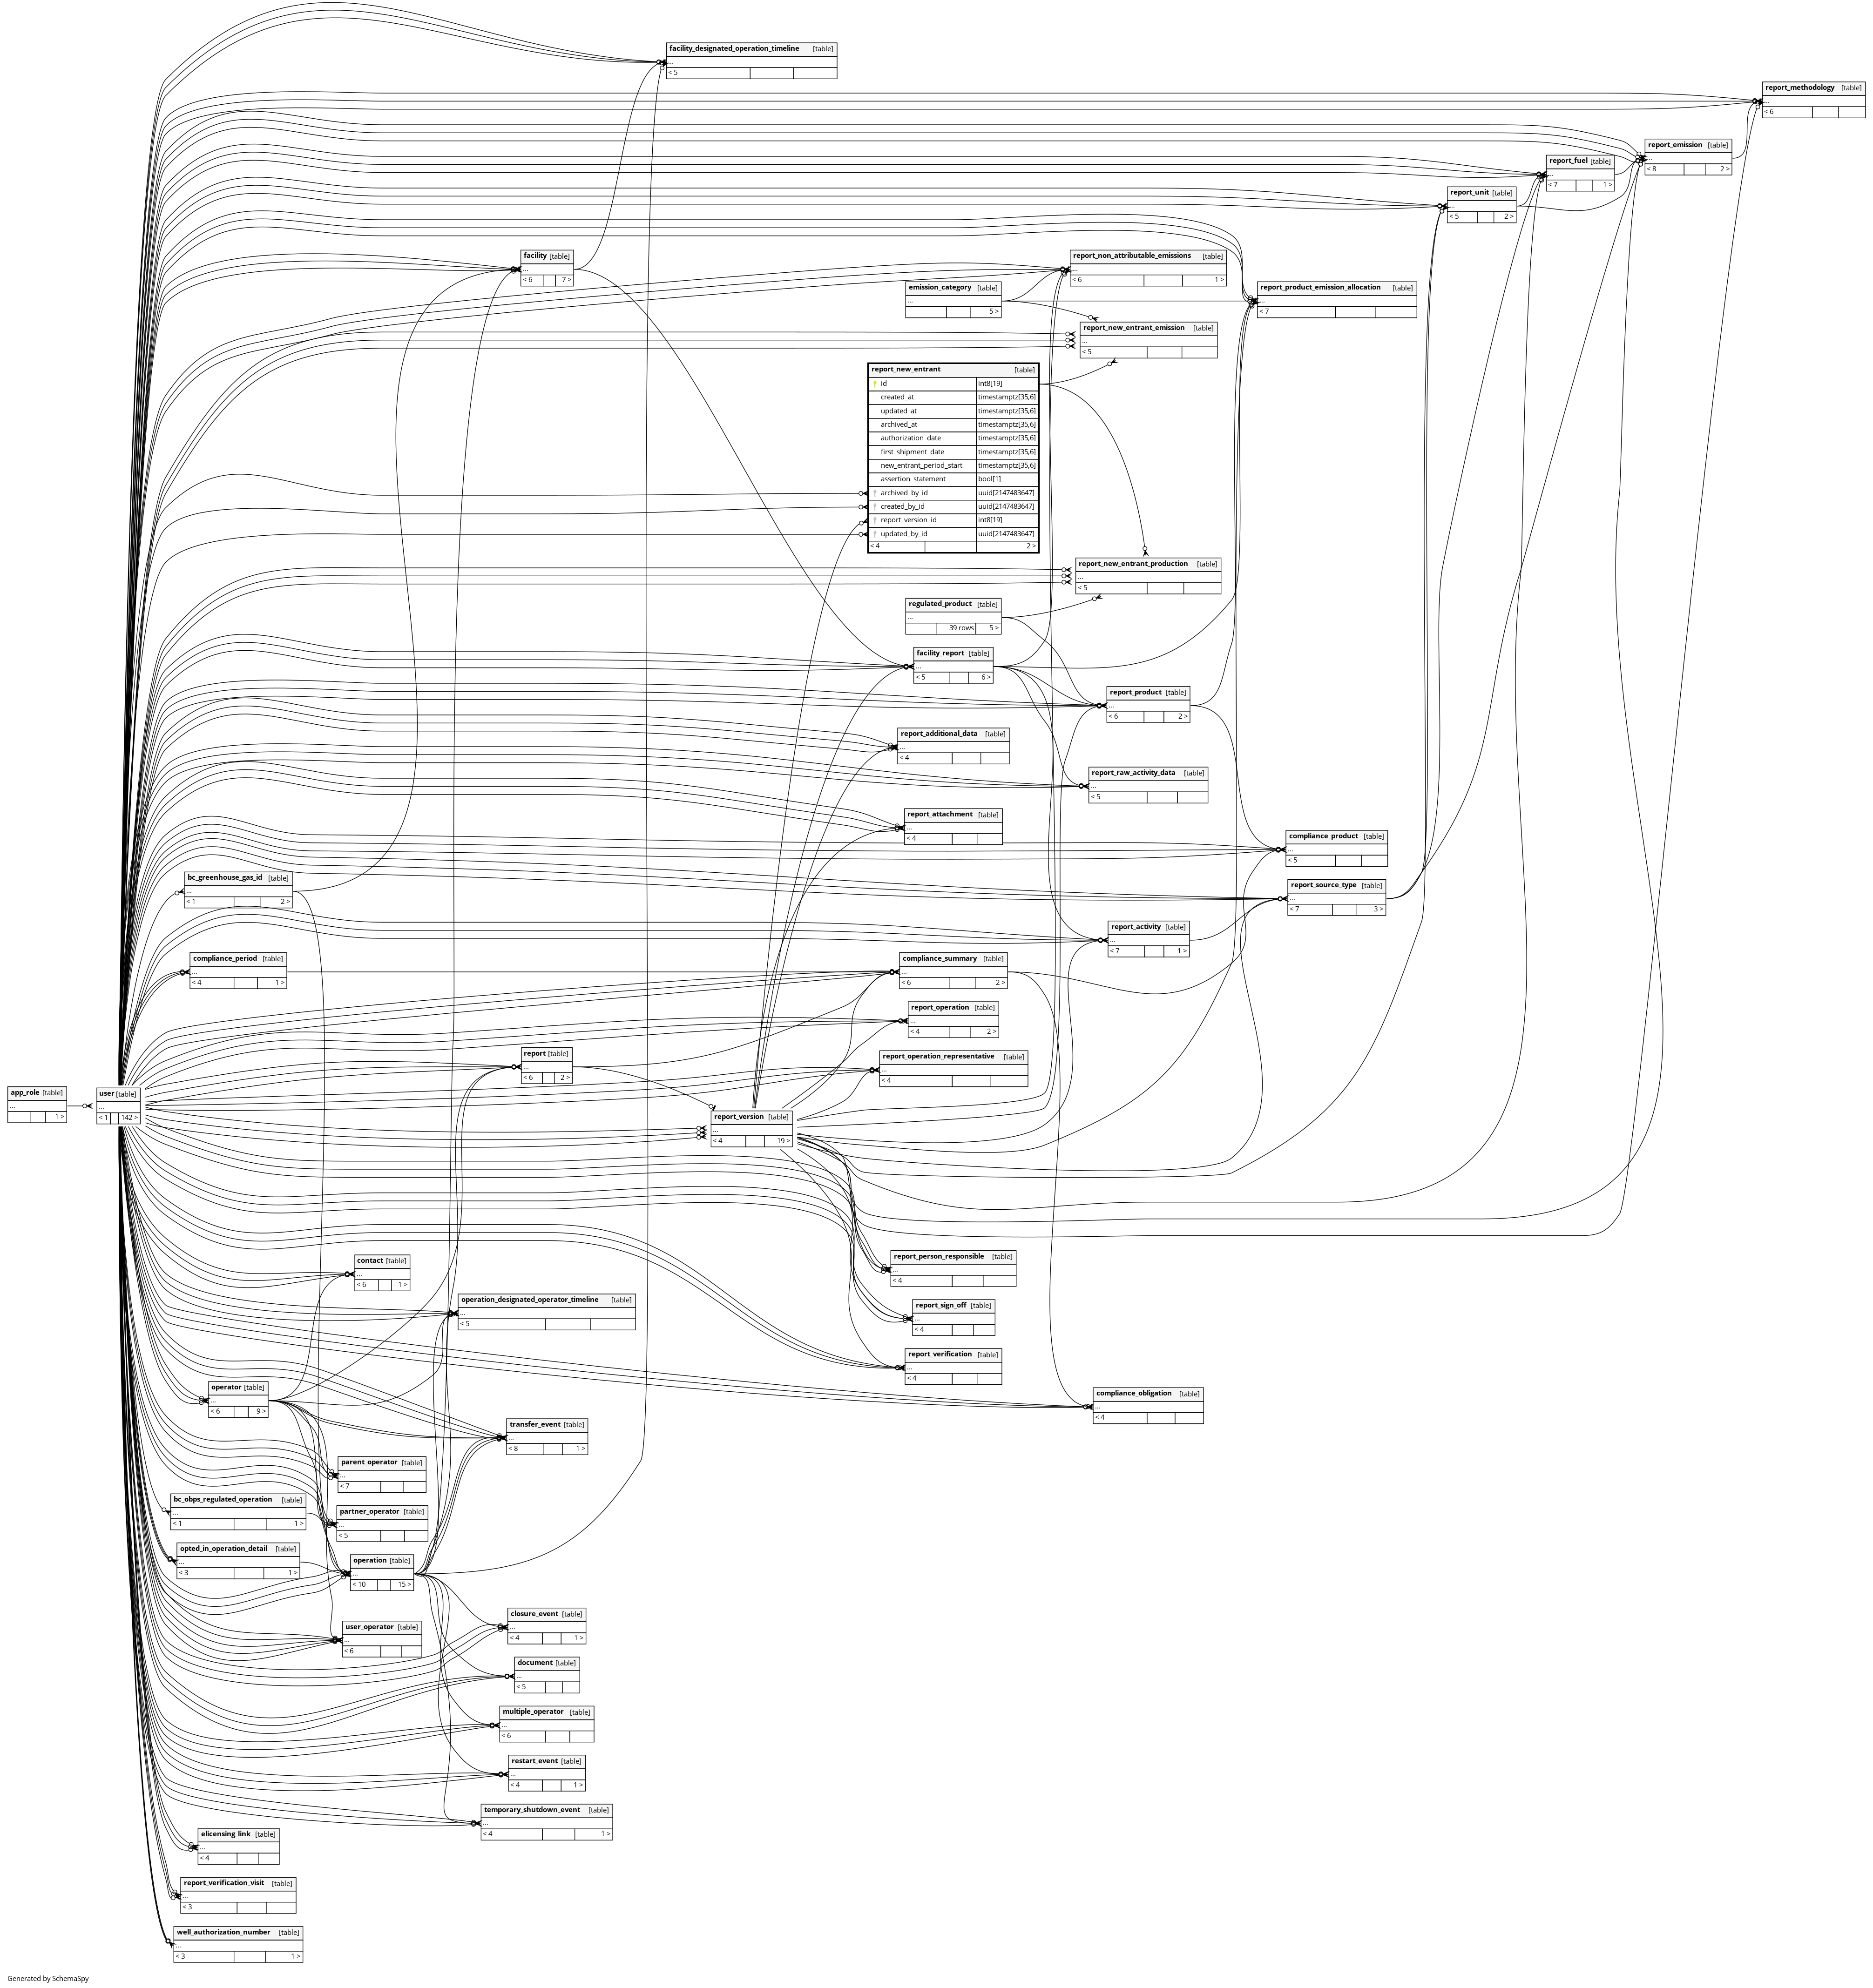 facility_designated_operation_timeline [table]
...
< 5
report_methodology [table]
...
< 6
report_emission [table]
...
< 8 2 >
report_fuel [table]
...
< 7 1 >
report_unit [table]
...
< 5 2 >
facility [table]
...
< 6 7 >
report_non_attributable_emissions [table]
...
< 6 1 >
emission_category [table]
...
5 >
report_product_emission_allocation [table]
...
< 7
report_new_entrant_emission [table]
...
< 5
report_new_entrant [table]
id int8[19]
created_at timestamptz[35,6]
updated_at timestamptz[35,6]
archived_at timestamptz[35,6]
authorization_date timestamptz[35,6]
first_shipment_date timestamptz[35,6]
new_entrant_period_start timestamptz[35,6]
assertion_statement bool[1]
archived_by_id uuid[2147483647]
created_by_id uuid[2147483647]
report_version_id int8[19]
updated_by_id uuid[2147483647]
< 4 2 >
report_new_entrant_production [table]
...
< 5
regulated_product [table]
...
39 rows 5 >
facility_report [table]
...
< 5 6 >
report_product [table]
...
< 6 2 >
report_additional_data [table]
...
< 4
report_raw_activity_data [table]
...
< 5
report_attachment [table]
...
< 4
compliance_product [table]
...
< 5
bc_greenhouse_gas_id [table]
...
< 1 2 >
report_source_type [table]
...
< 7 3 >
report_activity [table]
...
< 7 1 >
compliance_period [table]
...
< 4 1 >
compliance_summary [table]
...
< 6 2 >
report_operation [table]
...
< 4 2 >
report [table]
...
< 6 2 >
report_operation_representative [table]
...
< 4
app_role [table]
...
1 >
user [table]
...
< 1 142 >
report_version [table]
...
< 4 19 >
contact [table]
...
< 6 1 >
report_person_responsible [table]
...
< 4
operation_designated_operator_timeline [table]
...
< 5
report_sign_off [table]
...
< 4
report_verification [table]
...
< 4
operator [table]
...
< 6 9 >
compliance_obligation [table]
...
< 4
transfer_event [table]
...
< 8 1 >
parent_operator [table]
...
< 7
bc_obps_regulated_operation [table]
...
< 1 1 >
partner_operator [table]
...
< 5
opted_in_operation_detail [table]
...
< 3 1 >
operation [table]
...
< 10 15 >
closure_event [table]
...
< 4 1 >
user_operator [table]
...
< 6
document [table]
...
< 5
multiple_operator [table]
...
< 6
restart_event [table]
...
< 4 1 >
temporary_shutdown_event [table]
...
< 4 1 >
elicensing_link [table]
...
< 4
report_verification_visit [table]
...
< 3
well_authorization_number [table]
...
< 3 1 >
Generated by SchemaSpy